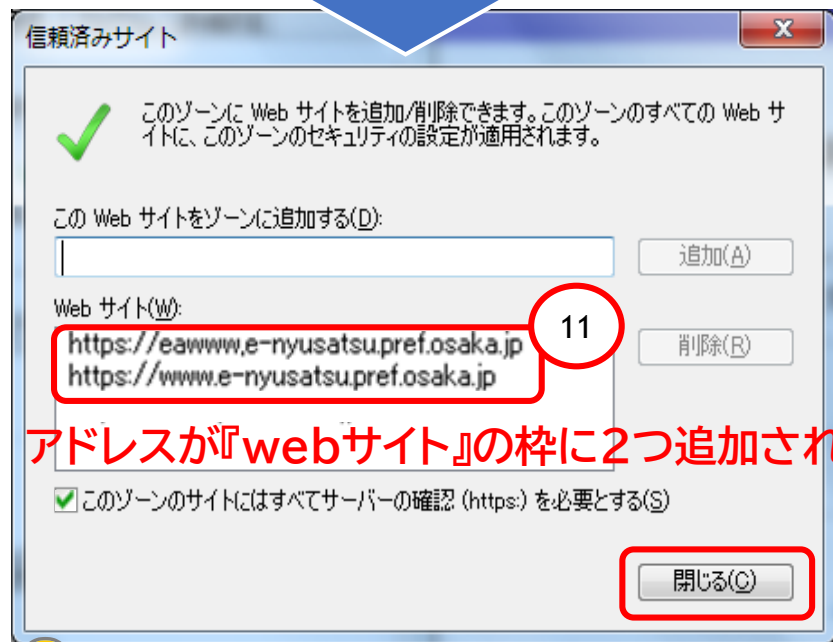 信頼済みサイト
このゾーンに Web サイトを追加/削除できます。このゾーンのすべての Web サ
イトに、このゾーンのセキュリティの設定が適用されます。
この Web サイトをゾーンに追加する(D):
追加(A)
Web サイト(W):
11
https://eawww,e-nyusatsu.pref.osaka.jp
https://www.e-nyusatsu.pref.osaka.jp
削除(R)
アドレスが『webサイト』の枠に2つ追加され
このゾーンのサイトにはすべてサーバーの確認 (https:) を必要とする(S)
閉じる(C)